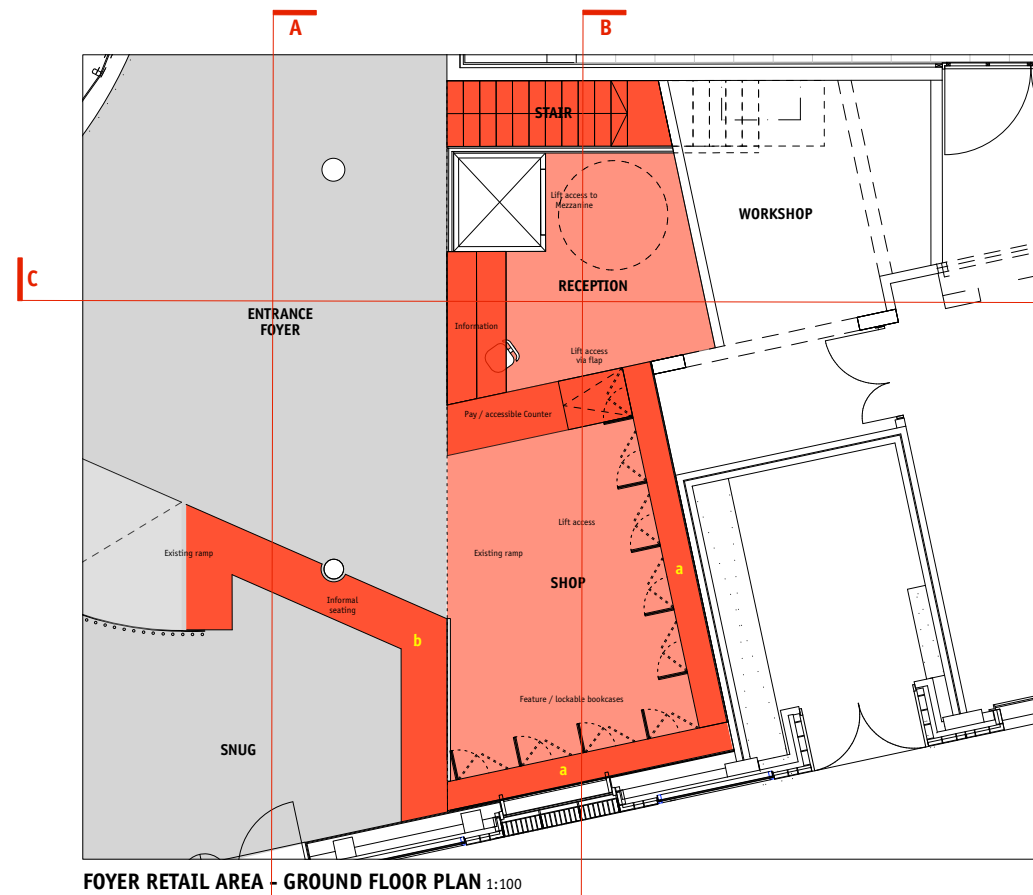 A
B
STAIR
Lift access to
Mezzanine
WORKSHOP
C
RECEPTION
ENTRANCE
FOYER
Information
Lift access
via flap
Pay / accessible Counter
Lift access
Existing ramp
Existing ramp
SHOP
a
Informal
seating
b
Feature / lockable bookcases
SNUG
a
FOYER RETAIL AREA - GROUND FLOOR PLAN 1:100